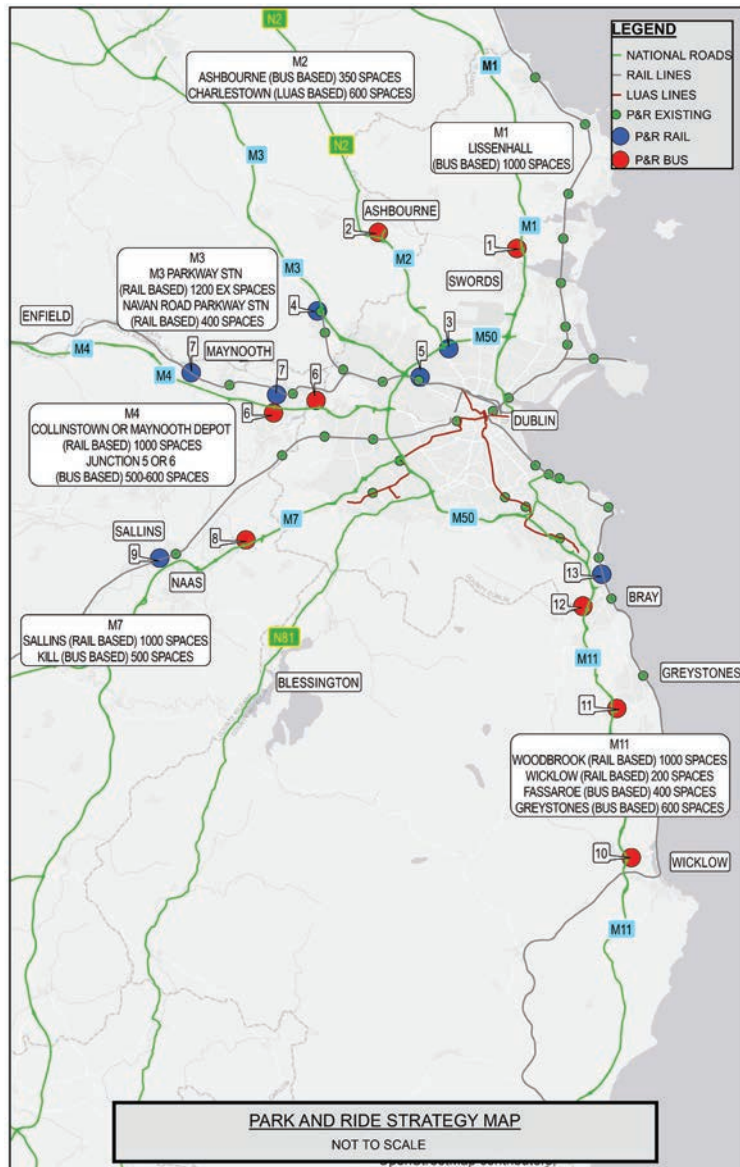 N2
LEGEND
NATIONAL ROADS
RAIL LINES
LUAS LINES
P&R EXISTING
P&R RAIL
P&R BUS
M2
ASHBOURNE (BUS BASED) 350 SPACES
CHARLESTOWN (LUAS BASED) 600 SPACES
M1
M1
LISSENHALL
(BUS BASED) 1000 SPACES
N2
M3
ASHBOURNE
2
M1
1
M2
M3
M3 PARKWAY STN
(RAIL BASED) 1200 EX SPACES
NAVAN ROAD PARKWAY STN
(RAIL BASED) 400 SPACES
M3
SWORDS
4
ENFIELD
3
M50
M4
7
MAYNOOTH
M4
7
6
5
6
DUBLIN
M4
COLLINSTOWN OR MAYNOOTH DEPOT
(RAIL BASED) 1000 SPACES
JUNCTION 5 OR 6
(BUS BASED) 500-600 SPACES
M7
M50
SALLINS
8
9
NAAS
13
BRAY
12
M7
SALLINS (RAIL BASED) 1000 SPACES
KILL (BUS BASED) 500 SPACES
N81
M11
BLESSINGTON
GREYSTONES
11
M11
WOODBROOK (RAIL BASED) 1000 SPACES
WICKLOW (RAIL BASED) 200 SPACES
FASSAROE (BUS BASED) 400 SPACES
GREYSTONES (BUS BASED) 600 SPACES
10
WICKLOW
M11
PARK AND RIDE STRATEGY MAP
NOT TO SCALE